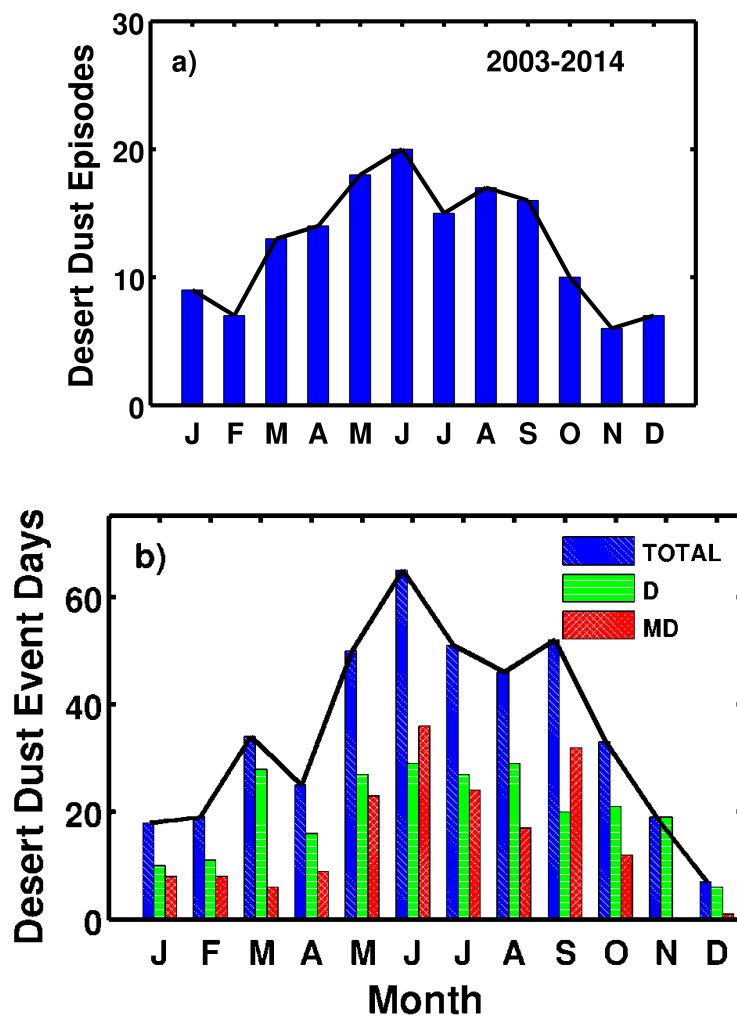 30
a)
2003-2014
20
10
0
Desert Dust Episodes
J F M A M J J A S O N D
b)
TOTAL
D
MD
60
40
20
0
Desert Dust Event Days
J F M A M J J A S O N D
Month